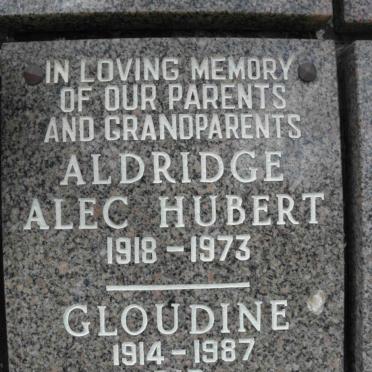 IN LOVING MEMORY
OF OUR PARENTS
AND GRANDPARENTS
ALDRIDGE
ALEC HUBERT
1918 - 1973
GLOUDINE
1914 - 1987